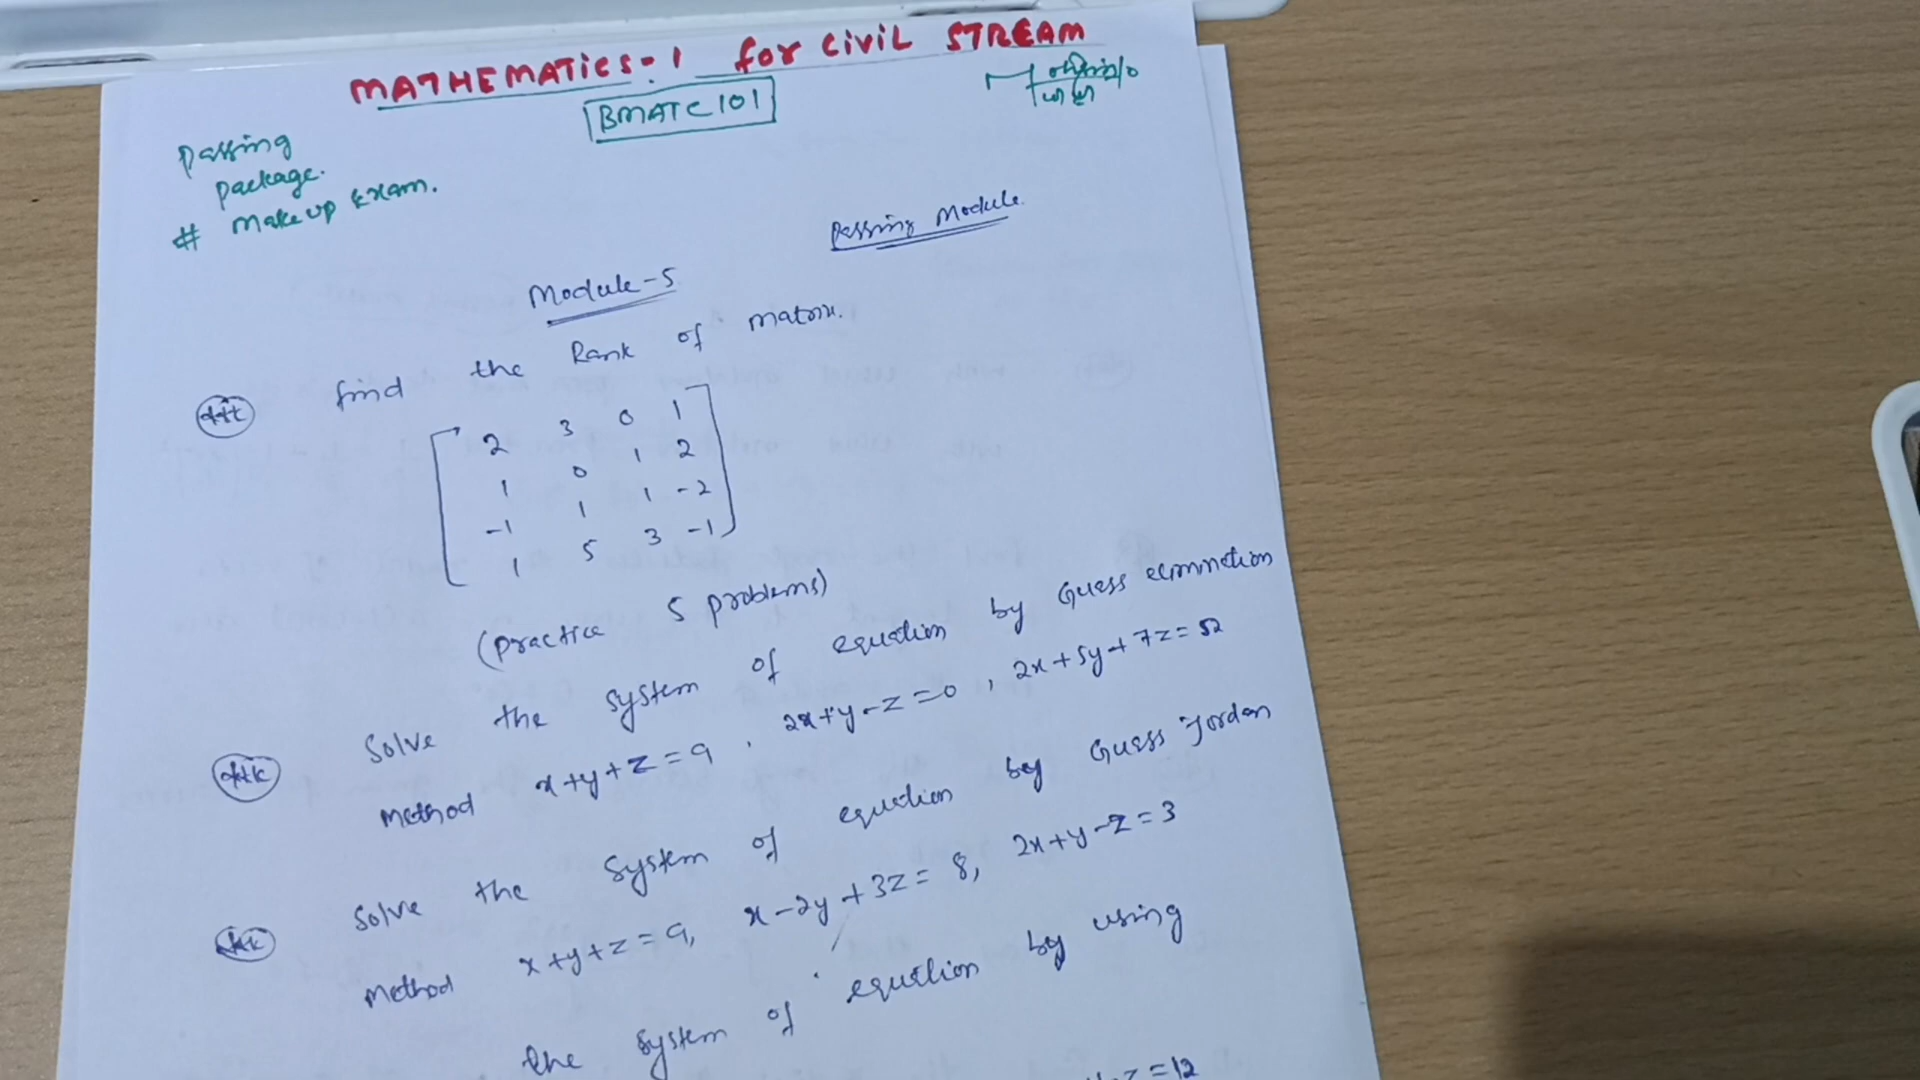 MATHEMATICS-1 for CIVIL STREAM
BMATC101
Passing
package.
# Makeup Exam.
Passing Module
Module-5
find the Rank of matrix.
2 3 0 1
1 0 1 2
-1 1 1 -2
1 5 3 -1
(practice 5 problems)
Solve the system of equation by Guess
method x+y+z=9, 2x+y-z=0, 2x+5y+7z=52
Solve the system of equation by Guess Jordan
method x+y+z=9, x-2y+3z=8, 2x+y-z=3
the system of equation by using
z=12